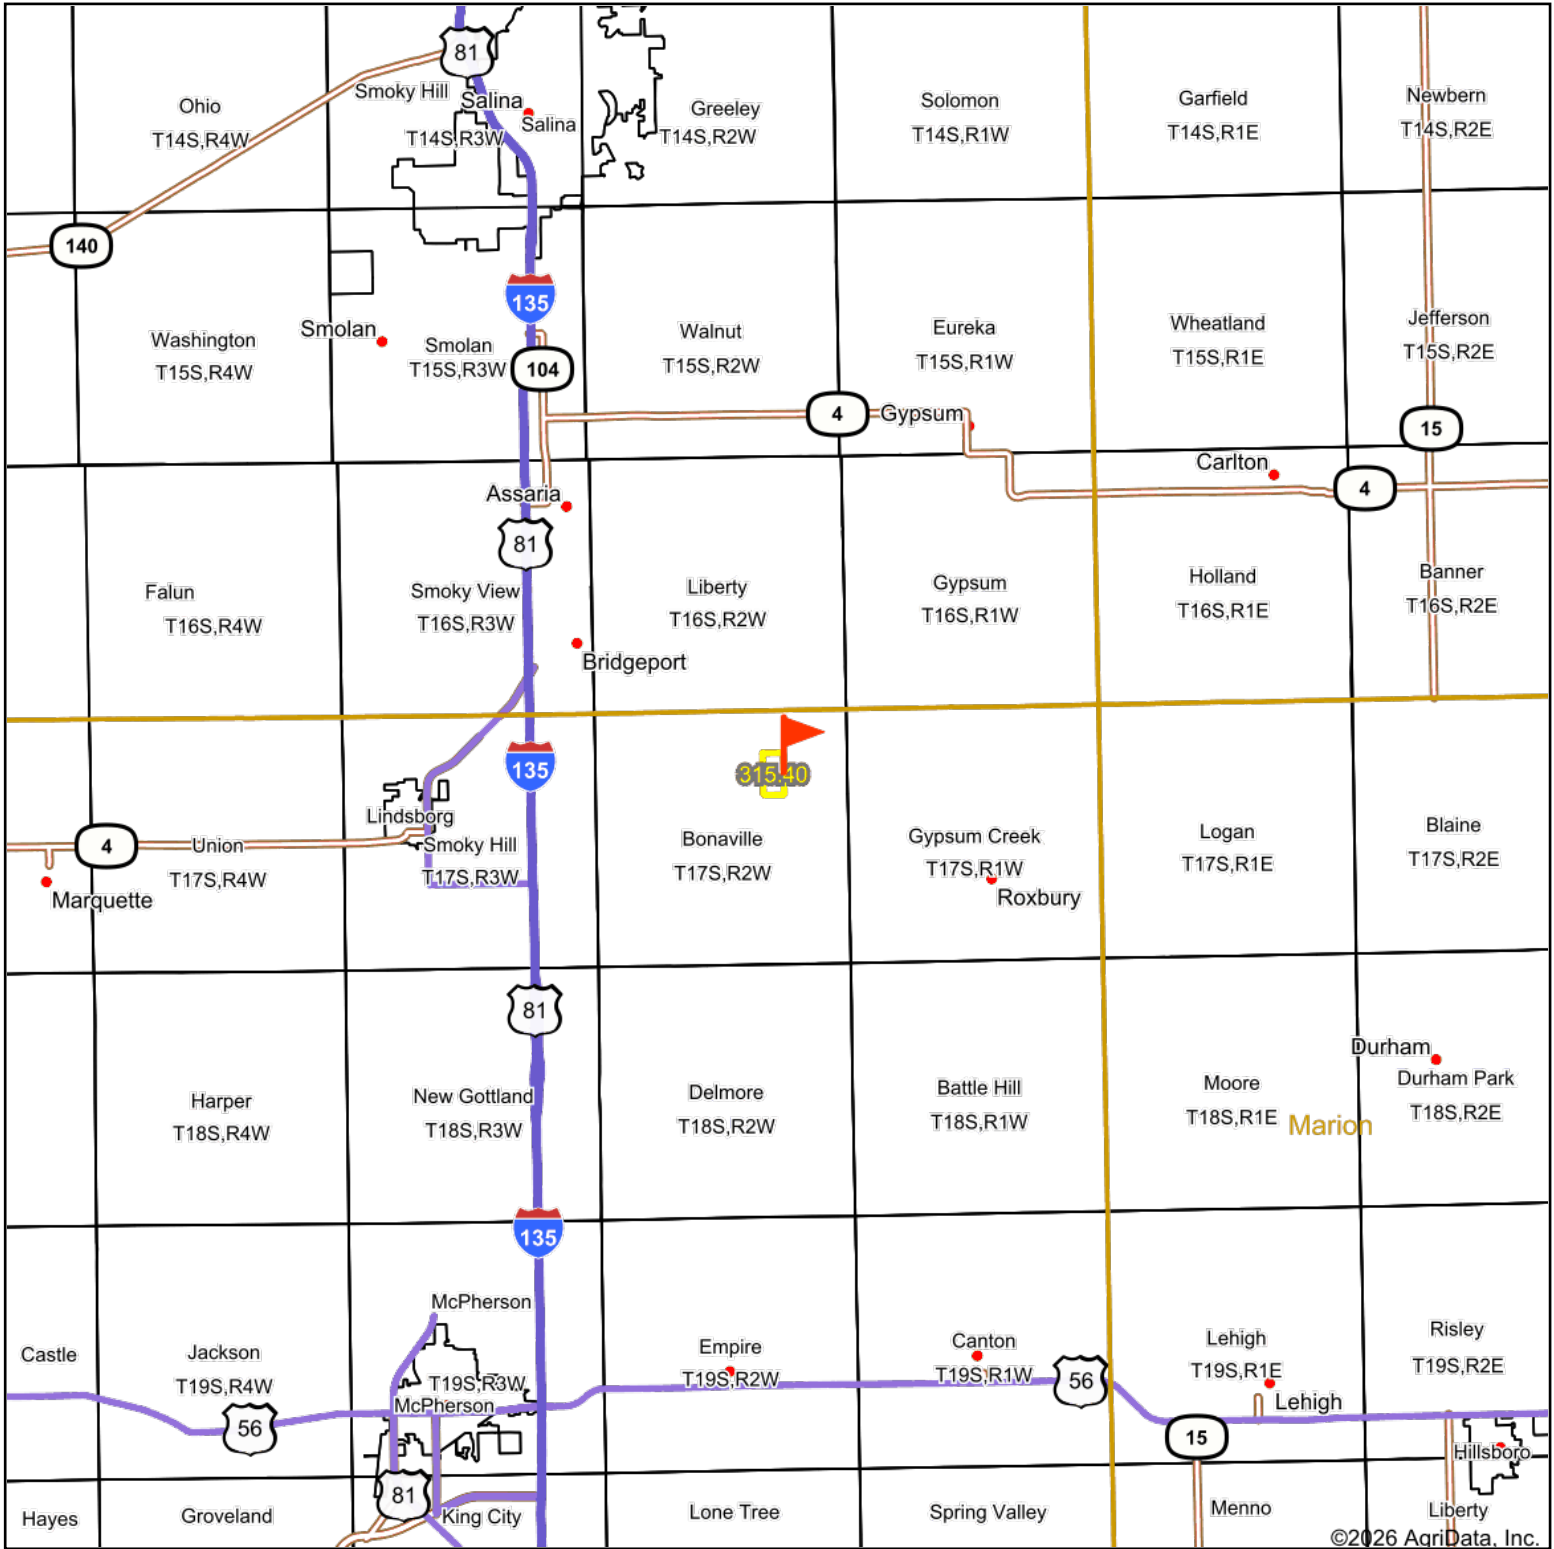 81
Smoky Hill
Salina
Salina
Ohio
T14S,R4W
T14S,R3W
Greeley
T14S,R2W
Solomon
T14S,R1W
Garfield
T14S,R1E
Newbern
T14S,R2E
140
135
Washington
T15S,R4W
Smolan
Smolan
T15S,R3W
104
Walnut
T15S,R2W
Eureka
T15S,R1W
Wheatland
T15S,R1E
Jefferson
T15S,R2E
4
Gypsum
15
Carlton
4
Assaria
81
Falun
T16S,R4W
Smoky View
T16S,R3W
Liberty
T16S,R2W
Gypsum
T16S,R1W
Holland
T16S,R1E
Banner
T16S,R2E
Bridgeport
135
315.40
Lindsborg
4
Union
T17S,R4W
Smoky Hill
T17S,R3W
Bonaville
T17S,R2W
Gypsum Creek
T17S,R1W
Logan
T17S,R1E
Blaine
T17S,R2E
Marquette
Roxbury
81
Durham
Harper
T18S,R4W
New Gottland
T18S,R3W
Delmore
T18S,R2W
Battle Hill
T18S,R1W
Moore
T18S,R1E
Marion
Durham Park
T18S,R2E
135
McPherson
Castle
Jackson
T19S,R4W
T19S,R3W
McPherson
Empire
T19S,R2W
Canton
T19S,R1W
56
Lehigh
T19S,R1E
Risley
T19S,R2E
56
Lehigh
15
Hillsboro
81
Hayes
Groveland
King City
Lone Tree
Spring Valley
Menno
Liberty
©2026 AgriData, Inc.